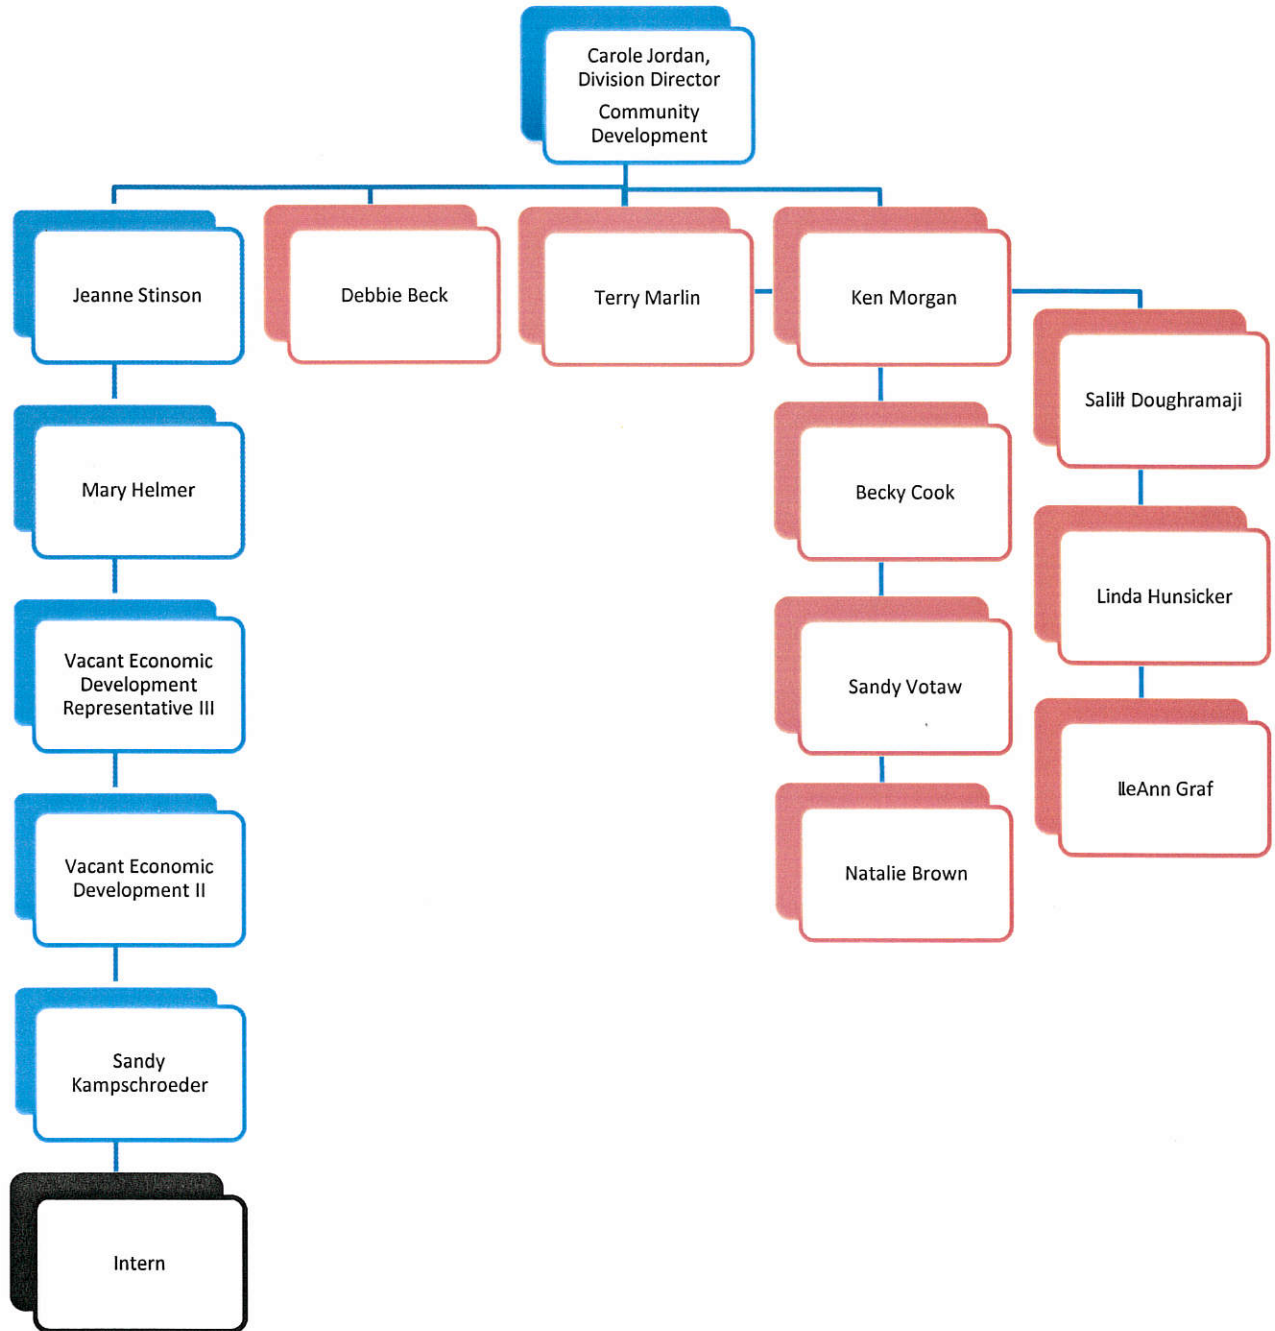 Carole Jordan,
Division Director
Community
Development
Jeanne Stinson
Debbie Beck
Terry Marlin
Ken Morgan
Doughramaji
Mary Helmer
Becky Cook
Linda Hunsicker
Vacant Economic
Development
Representative III
Sandy Votaw
Graf
Vacant Economic
Development II
Natalie Brown
Sandy
Kampschroeder
Intern